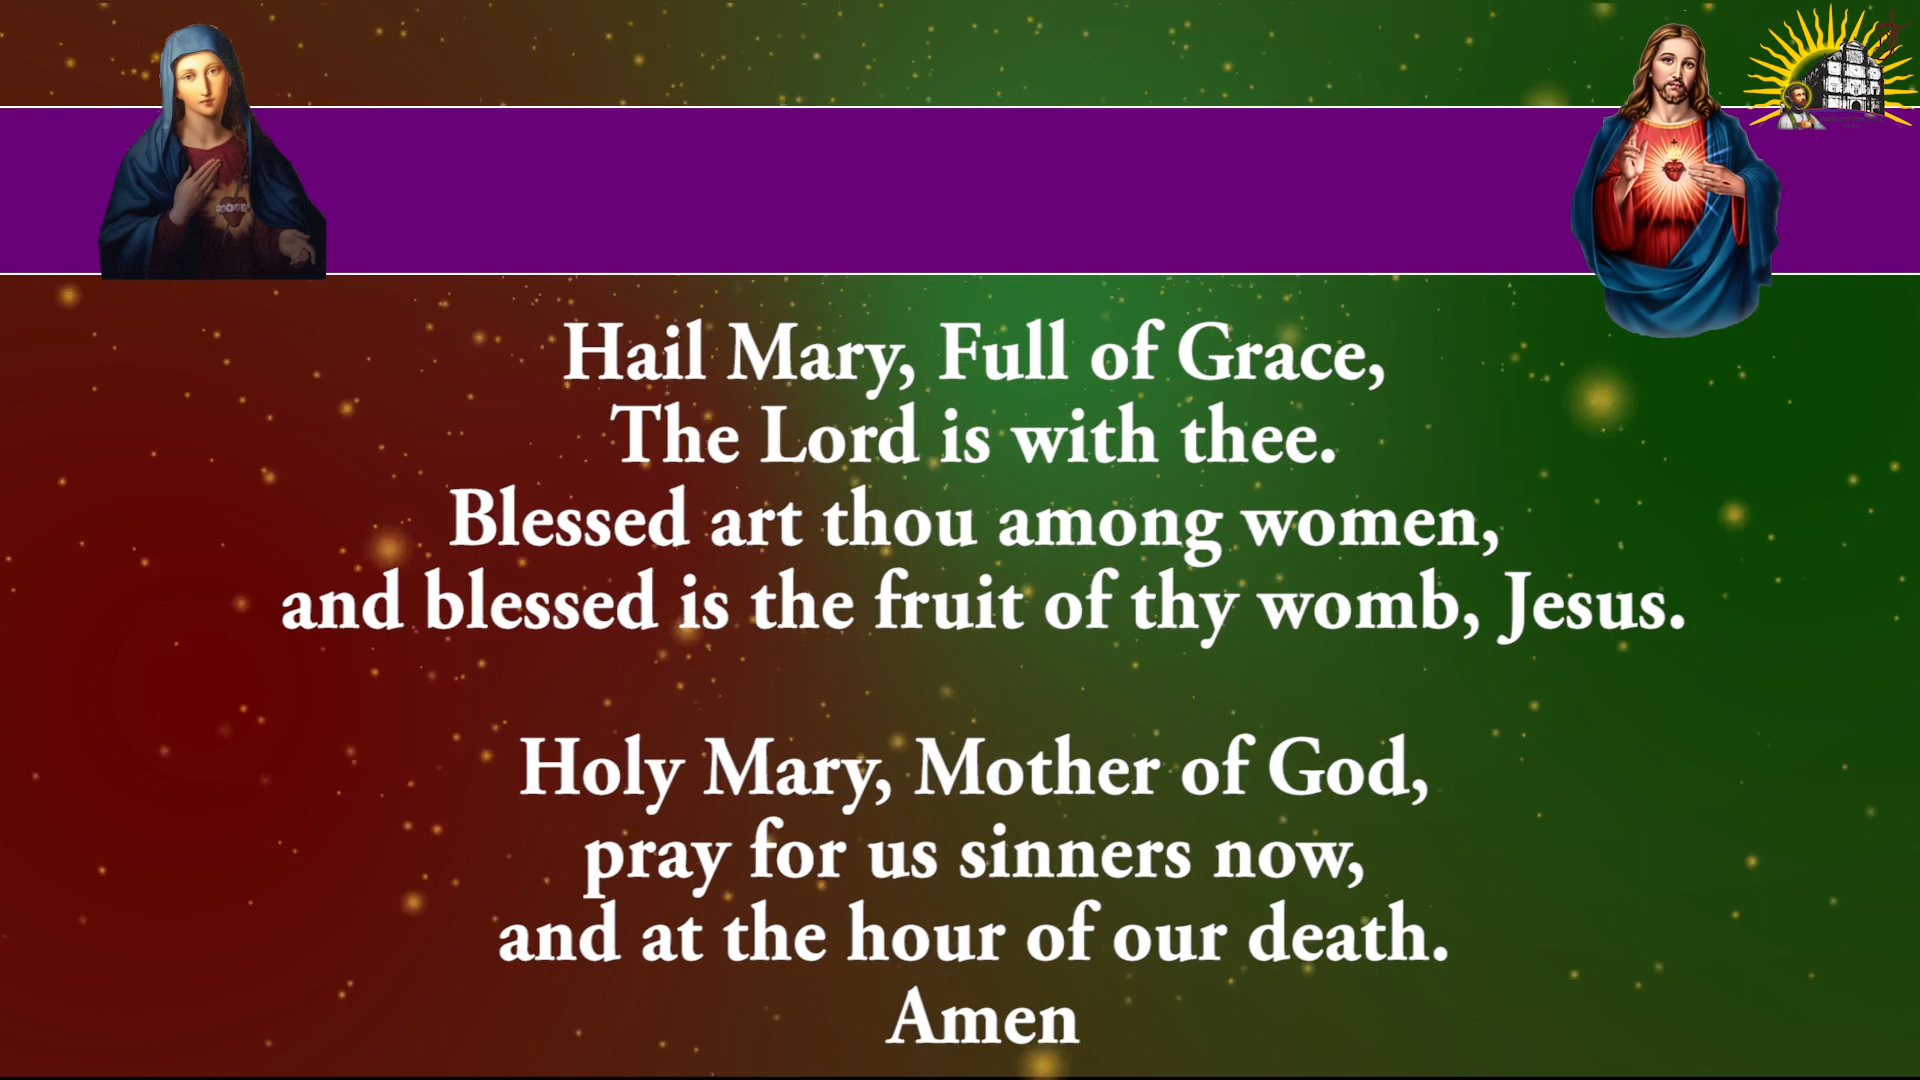 Hail Mary, Full of Grace,
The Lord is with thee.
Blessed art thou among women,
and blessed is the fruit of thy womb, Jesus.
Holy Mary, Mother of God,
pray for us sinners now,
and at the hour of our death.
Amen